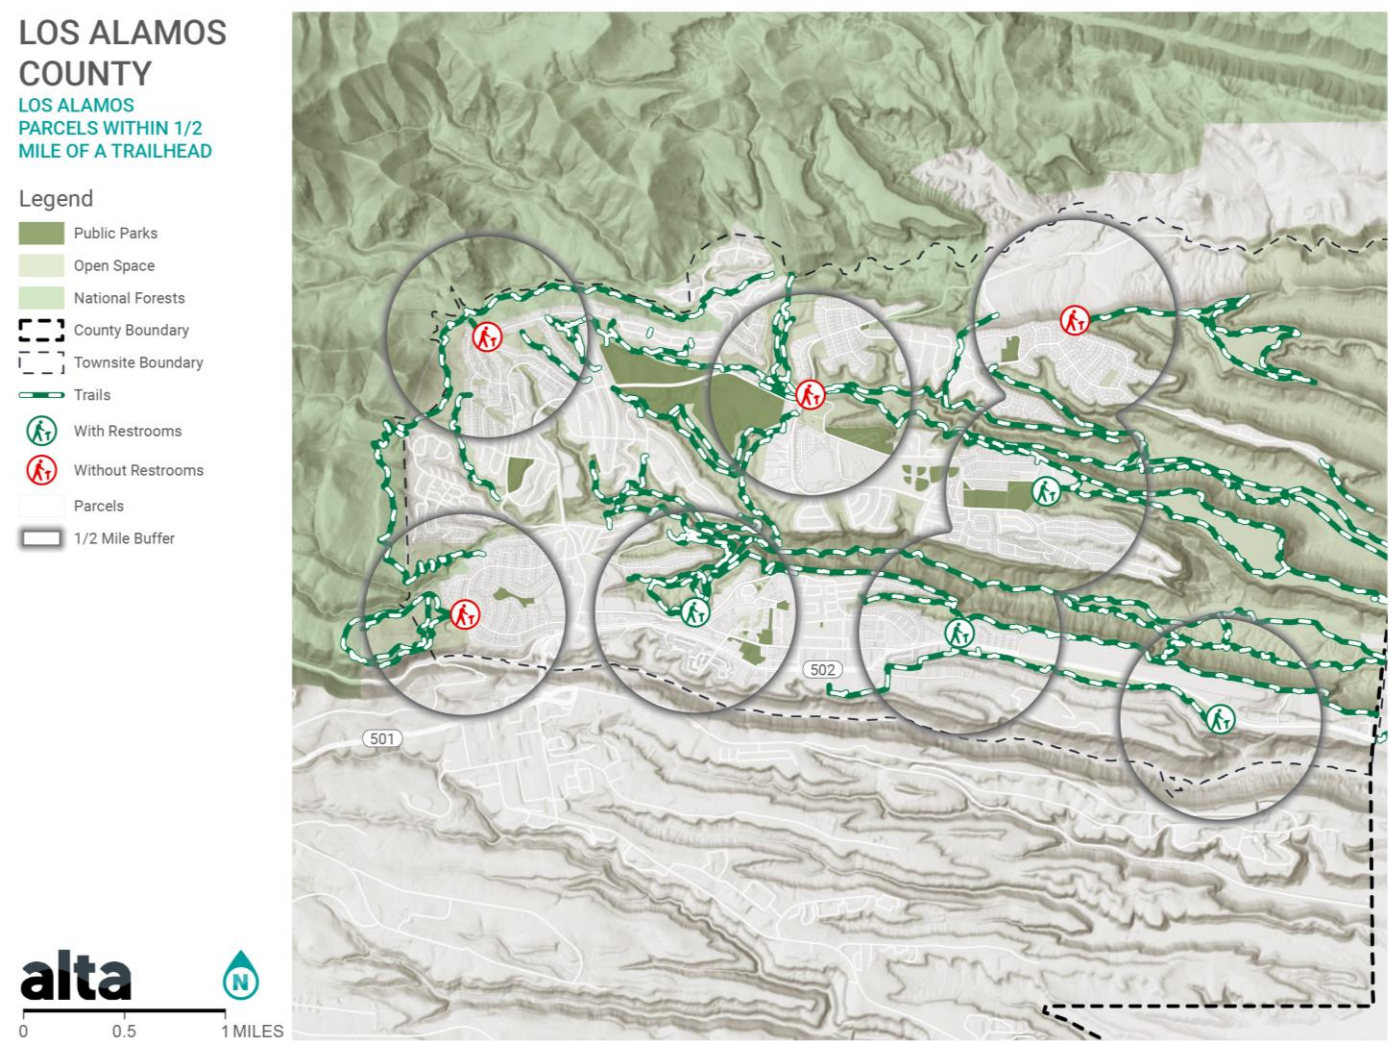 LOS ALAMOS
COUNTY
LOS ALAMOS
PARCELS WITHIN 1/2
MILE OF A TRAILHEAD
Legend
Public Parks
Open Space
National Forests
County Boundary
Townsite Boundary
Trails
With Restrooms
Without Restrooms
Parcels
1/2 Mile Buffer
502
501
alta
N
0 0.5 1 MILES